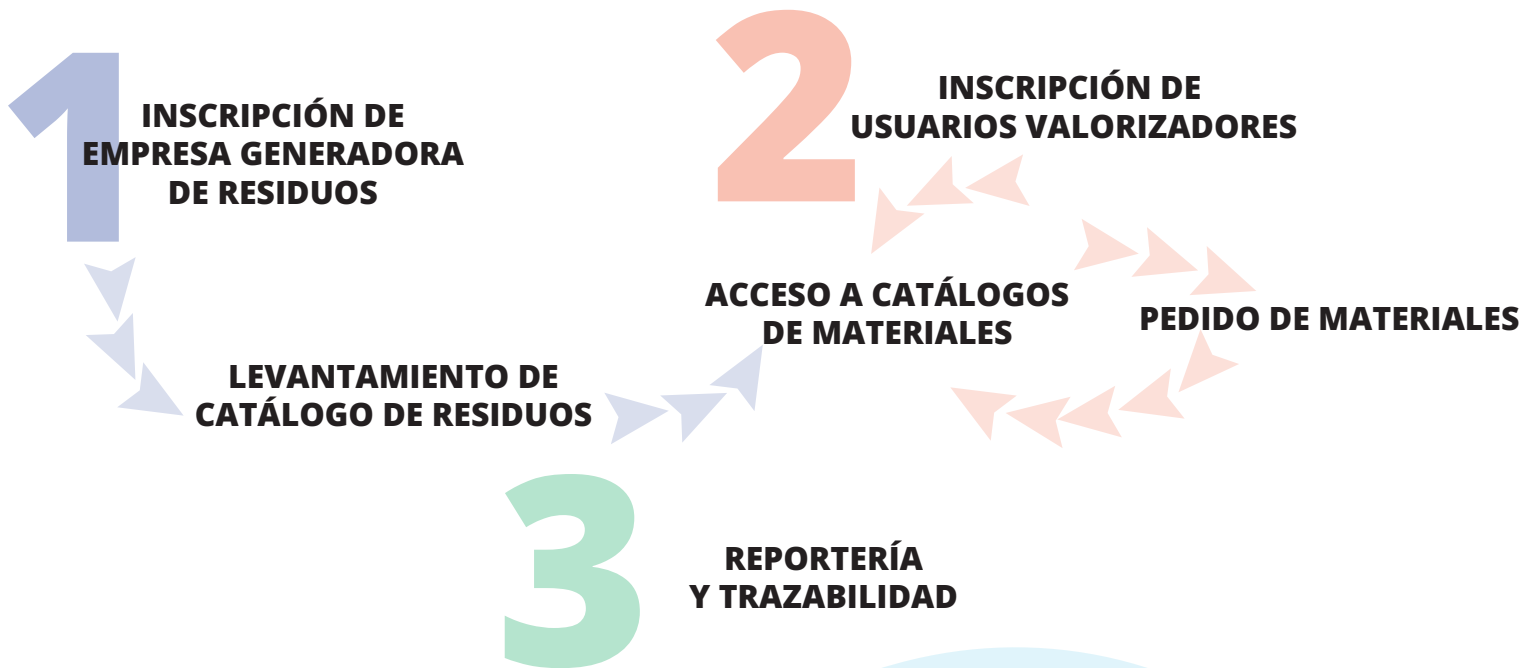 1
INSCRIPCIÓN DE
EMPRESA GENERADORA
DE RESIDUOS
LEVANTAMIENTO DE
CATÁLOGO DE RESIDUOS
2
INSCRIPCIÓN DE
USUARIOS VALORIZADORES
ACCESO A CATÁLOGOS
DE MATERIALES
PEDIDO DE MATERIALES
3
REPORTERÍA
Y TRAZABILIDAD